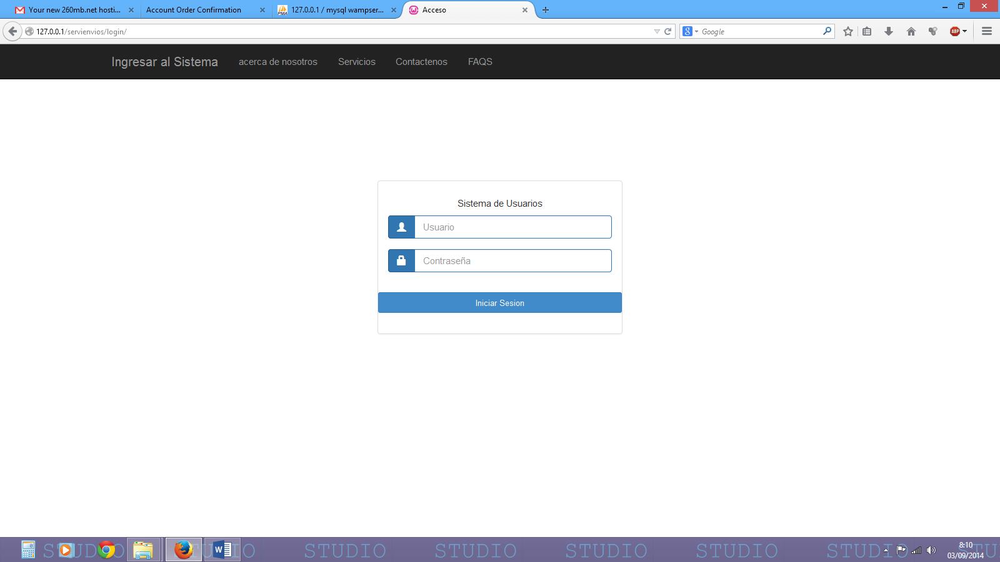 Your new 260mb.net hosti...
Account Order Confirmation
127.0.0.1 / mysql wampser...
Acceso
127.0.0.1/servienvios/login/
Google
ABP
Ingresar al Sistema
acerca de nosotros
Servicios
Contactenos
FAQS
Sistema de Usuarios
Usuario
Contraseña
Iniciar Sesion
STUDIO STUDIO STUDIO STUDIO STUDIO STUDIO STUDIO STU
8:10
03/09/2014